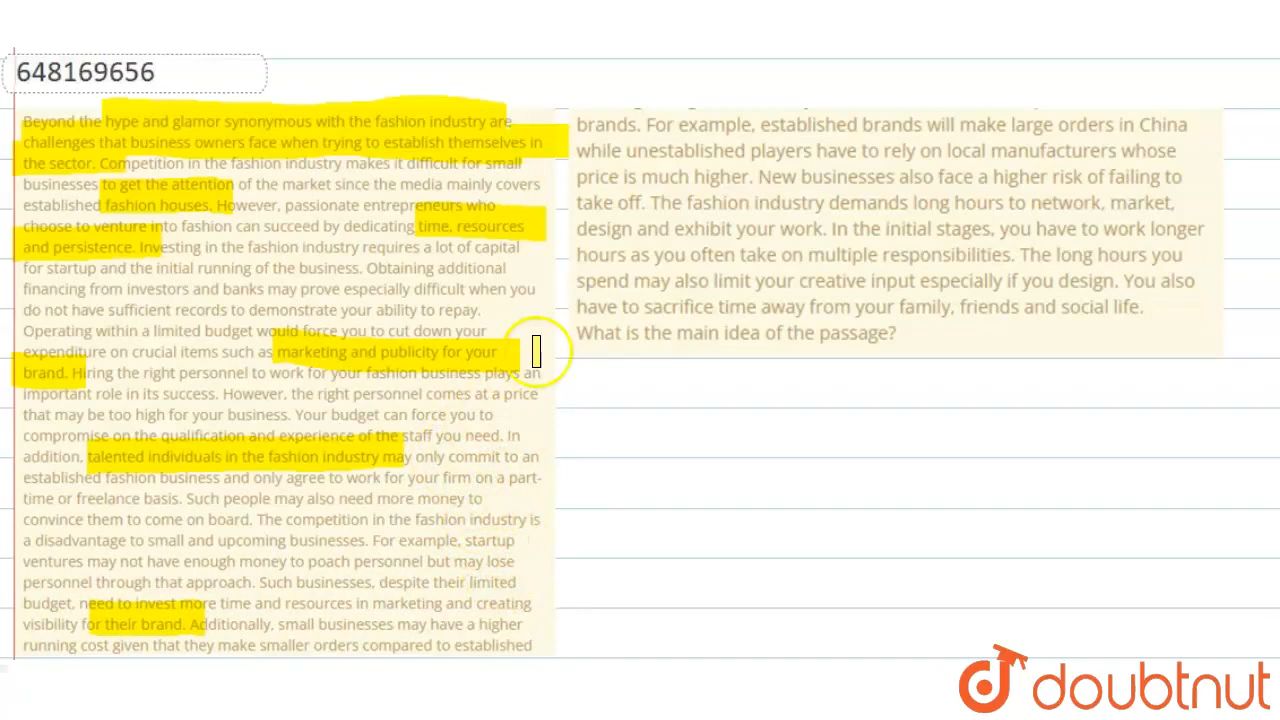 648169656
Beyond the hype and glamor synonymous with the fashion industry are
challenges that business owners face when trying to establish themselves in
the sector. Competition in the fashion industry makes it difficult for small
businesses to get the attention of the market since the media mainly covers
established fashion houses. However, passionate entrepreneurs who
choose to venture into fashion can succeed by dedicating time, resources
and persistence. Investing in the fashion industry requires a lot of capital
for startup and the initial running of the business. Obtaining additional
financing from investors and banks may prove especially difficult when you
do not have sufficient records to demonstrate your ability to repay.
Operating within a limited budget would force you to cut down your
expenditure on crucial items such as marketing and publicity for your
brand. Hiring the right personnel to work for your fashion business plays an
important role in its success. However, the right personnel comes at a price
that may be too high for your business. Your budget can force you to
compromise on the qualification and experience of the staff you need. In
addition, talented individuals in the fashion industry may only commit to an
established fashion business and only agree to work for your firm on a part-
time or freelance basis. Such people may also need more money to
convince them to come on board. The competition in the fashion industry is
a disadvantage to small and upcoming businesses. For example, startup
ventures may not have enough money to poach personnel but may lose
personnel through that approach. Such businesses, despite their limited
budget, need to invest more time and resources in marketing and creating
visibility for their brand. Additionally, small businesses may have a higher
running cost given that they make smaller orders compared to established
brands. For example, established brands will make large orders in China
while unestablished players have to rely on local manufacturers whose
price is much higher. New businesses also face a higher risk of failing to
take off. The fashion industry demands long hours to network, market,
design and exhibit your work. In the initial stages, you have to work longer
hours as you often take on multiple responsibilities. The long hours you
spend may also limit your creative input especially if you design. You also
have to sacrifice time away from your family, friends and social life.
What is the main idea of the passage?
doubtnut